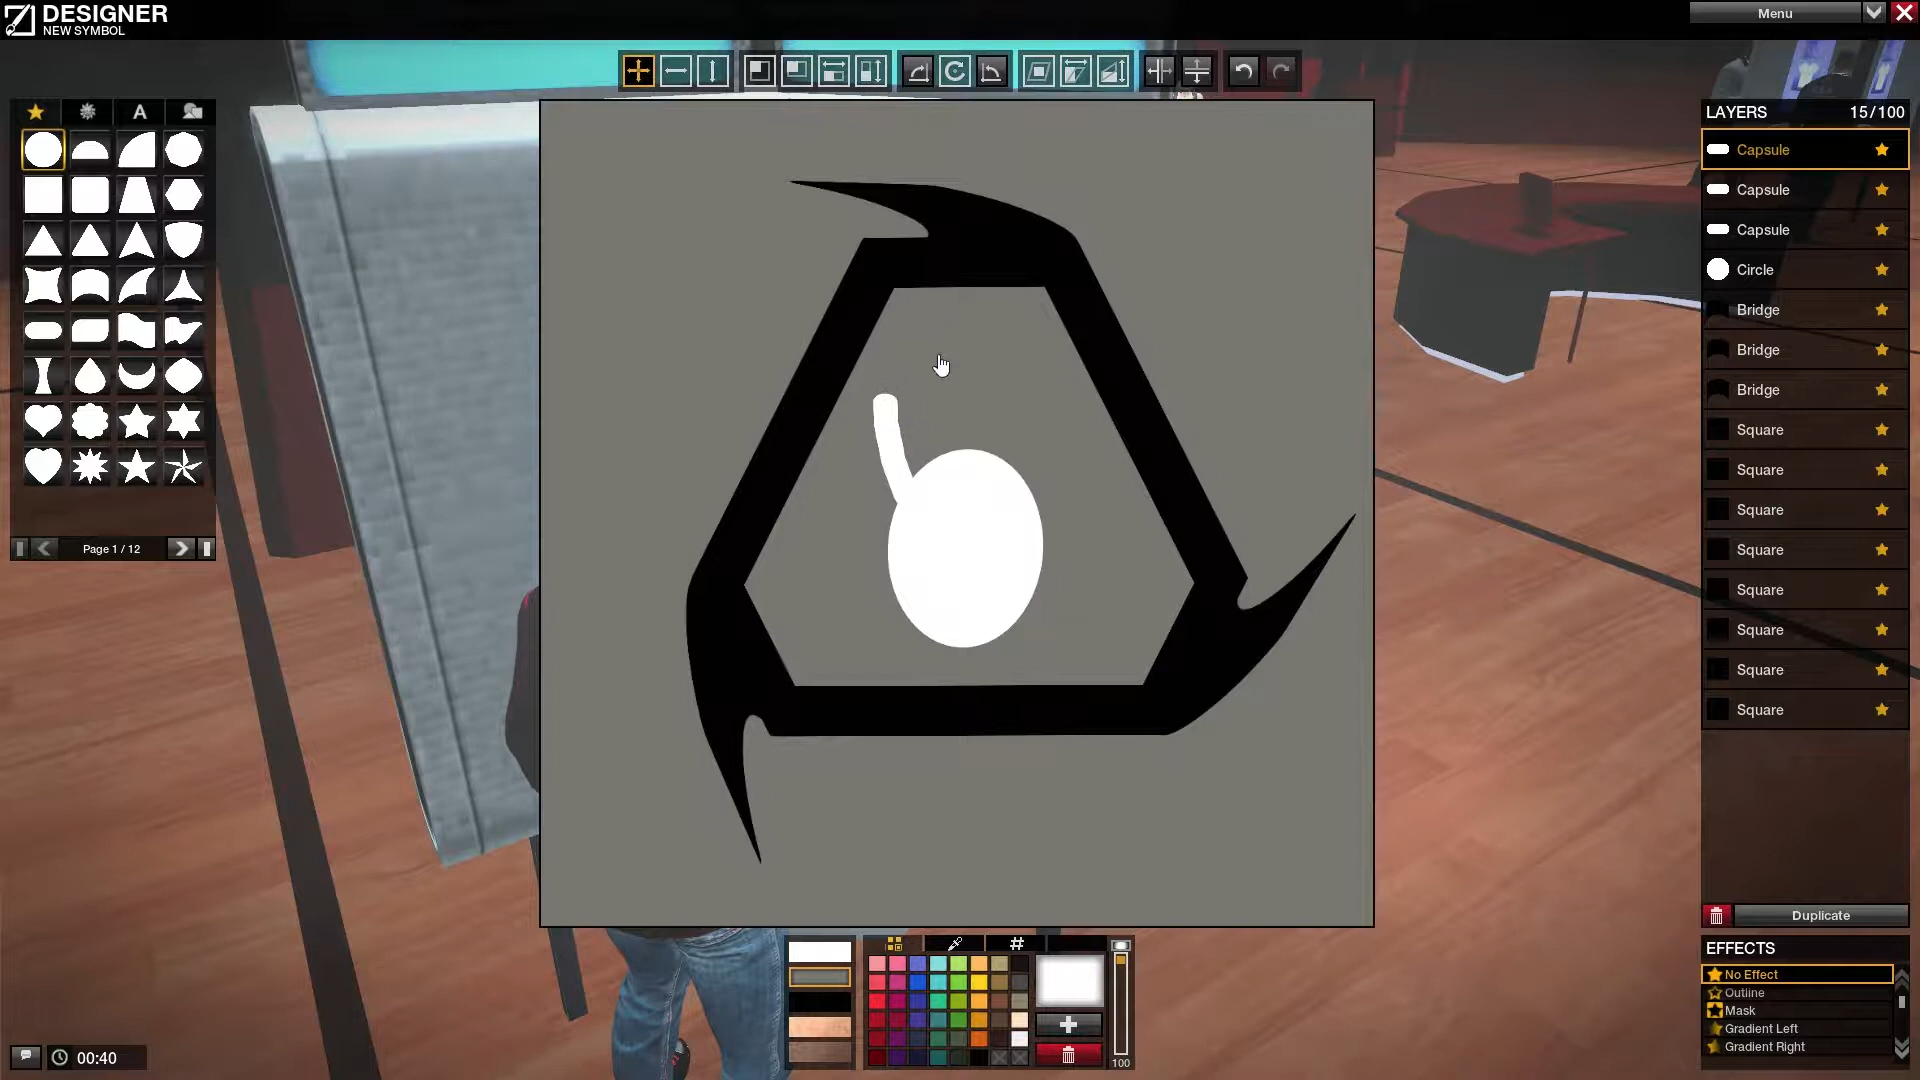 DESIGNER
NEW SYMBOL
Menu
A
Page 1 / 12
LAYERS 15/100
Capsule
Capsule
Capsule
Circle
Bridge
Bridge
Bridge
Square
Square
Square
Square
Square
Square
Square
Square
Duplicate
EFFECTS
No Effect
Outline
Mask
Gradient Left
Gradient Right
#
100
00:40